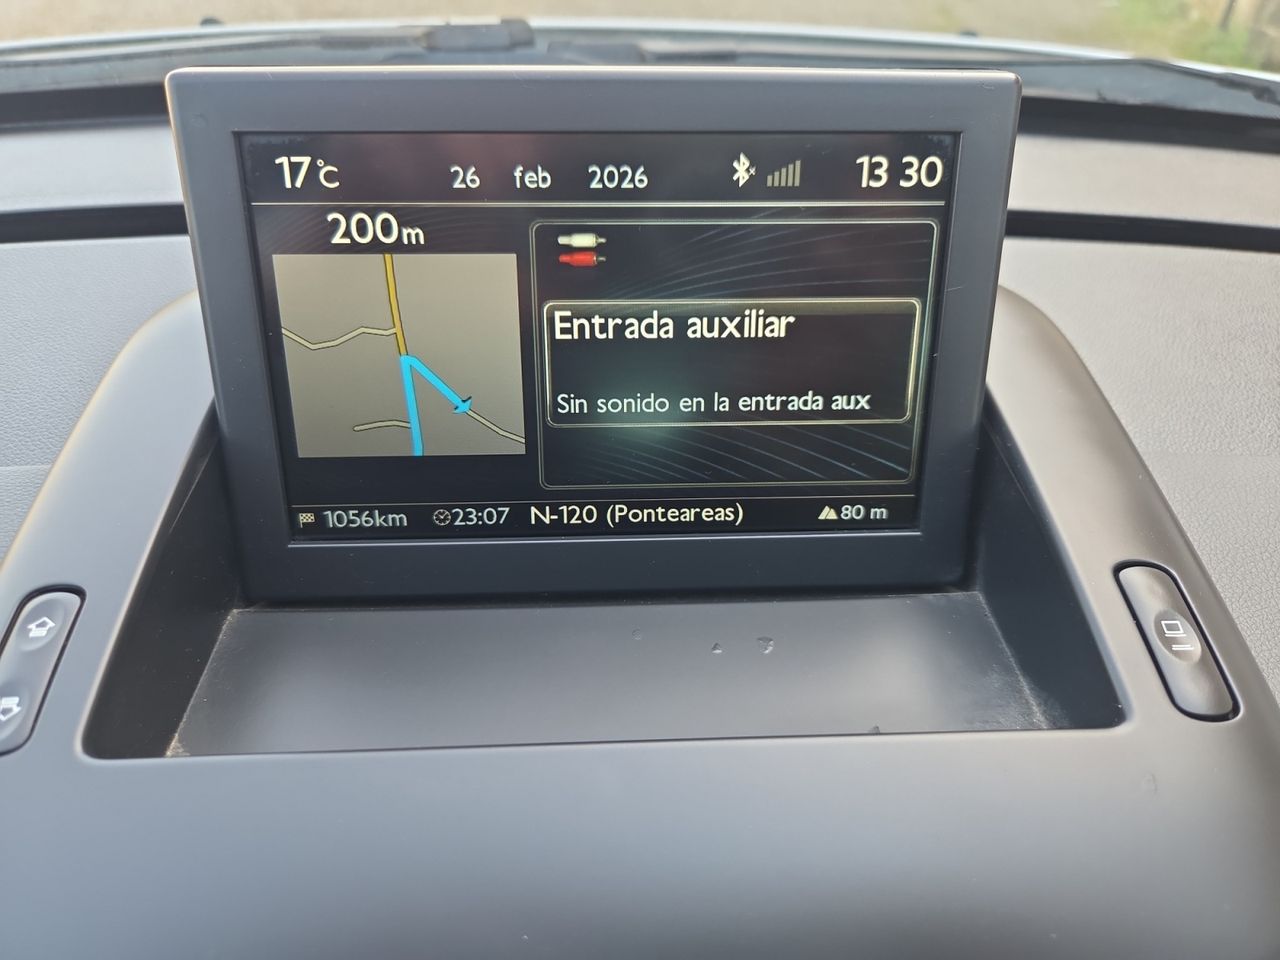 17°C 26 feb 2026 13 30
200m
Entrada auxiliar
Sin sonido en la entrada aux
1056km 23:07 N-120 (Ponteareas) 80 m